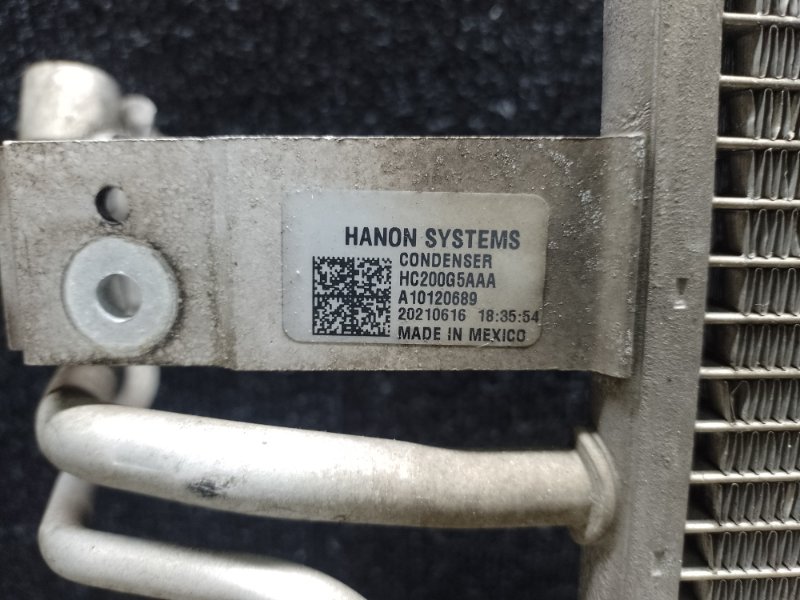 HANON SYSTEMS
CONDENSER
HC200G5AAA
A10120689
20210616 18:35:54
MADE IN MEXICO